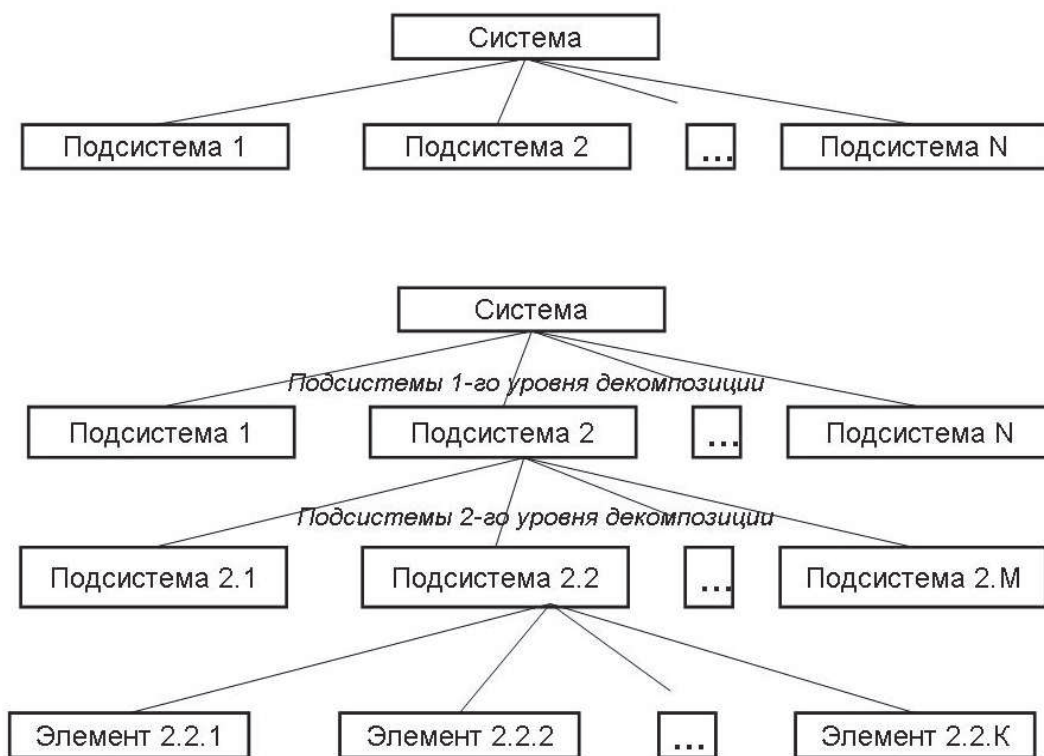 Система
Подсистема 1 Подсистема 2 ... Подсистема N
Система
Подсистемы 1-го уровня декомпозиции
Подсистема 1 Подсистема 2 ... Подсистема N
Подсистемы 2-го уровня декомпозиции
Подсистема 2.1 Подсистема 2.2 ... Подсистема 2.М
Элемент 2.2.1 Элемент 2.2.2 ... Элемент 2.2.К